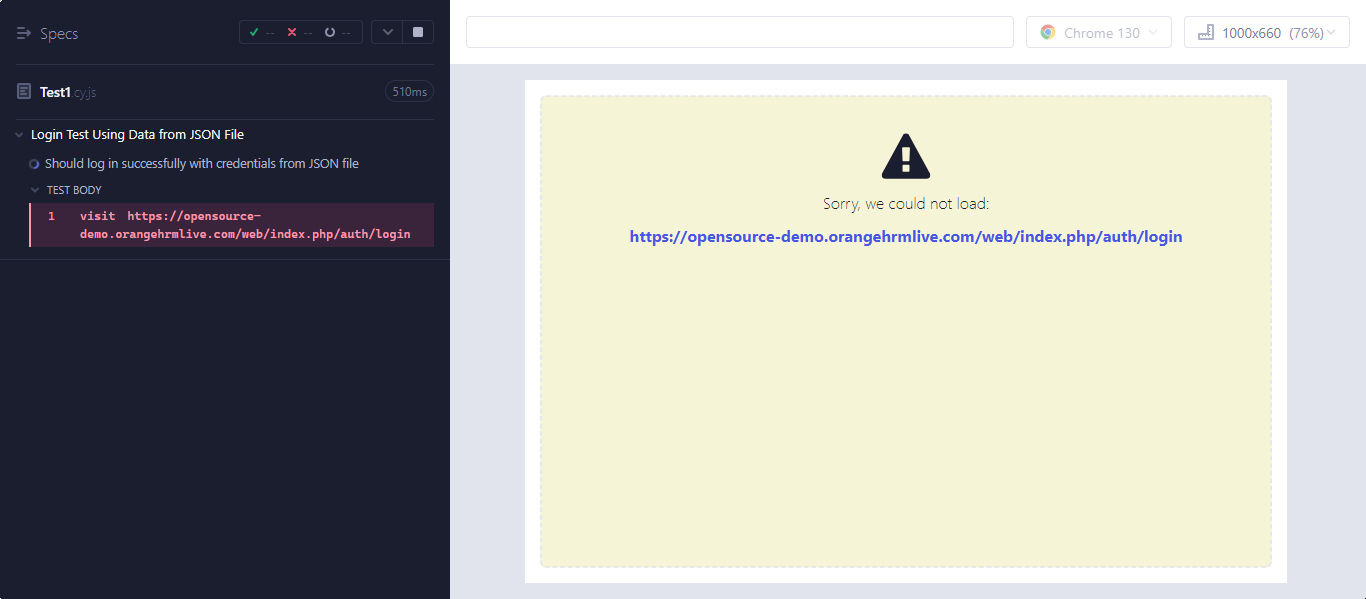 Specs
-- -- --
Chrome 130
1000x660 (76%)
Test1.cy.js
510ms
Login Test Using Data from JSON File
Should log in successfully with credentials from JSON file
TEST BODY
1 visit https://opensource-
demo.orangehrmlive.com/web/index.php/auth/login
Sorry, we could not load:
https://opensource-demo.orangehrmlive.com/web/index.php/auth/login